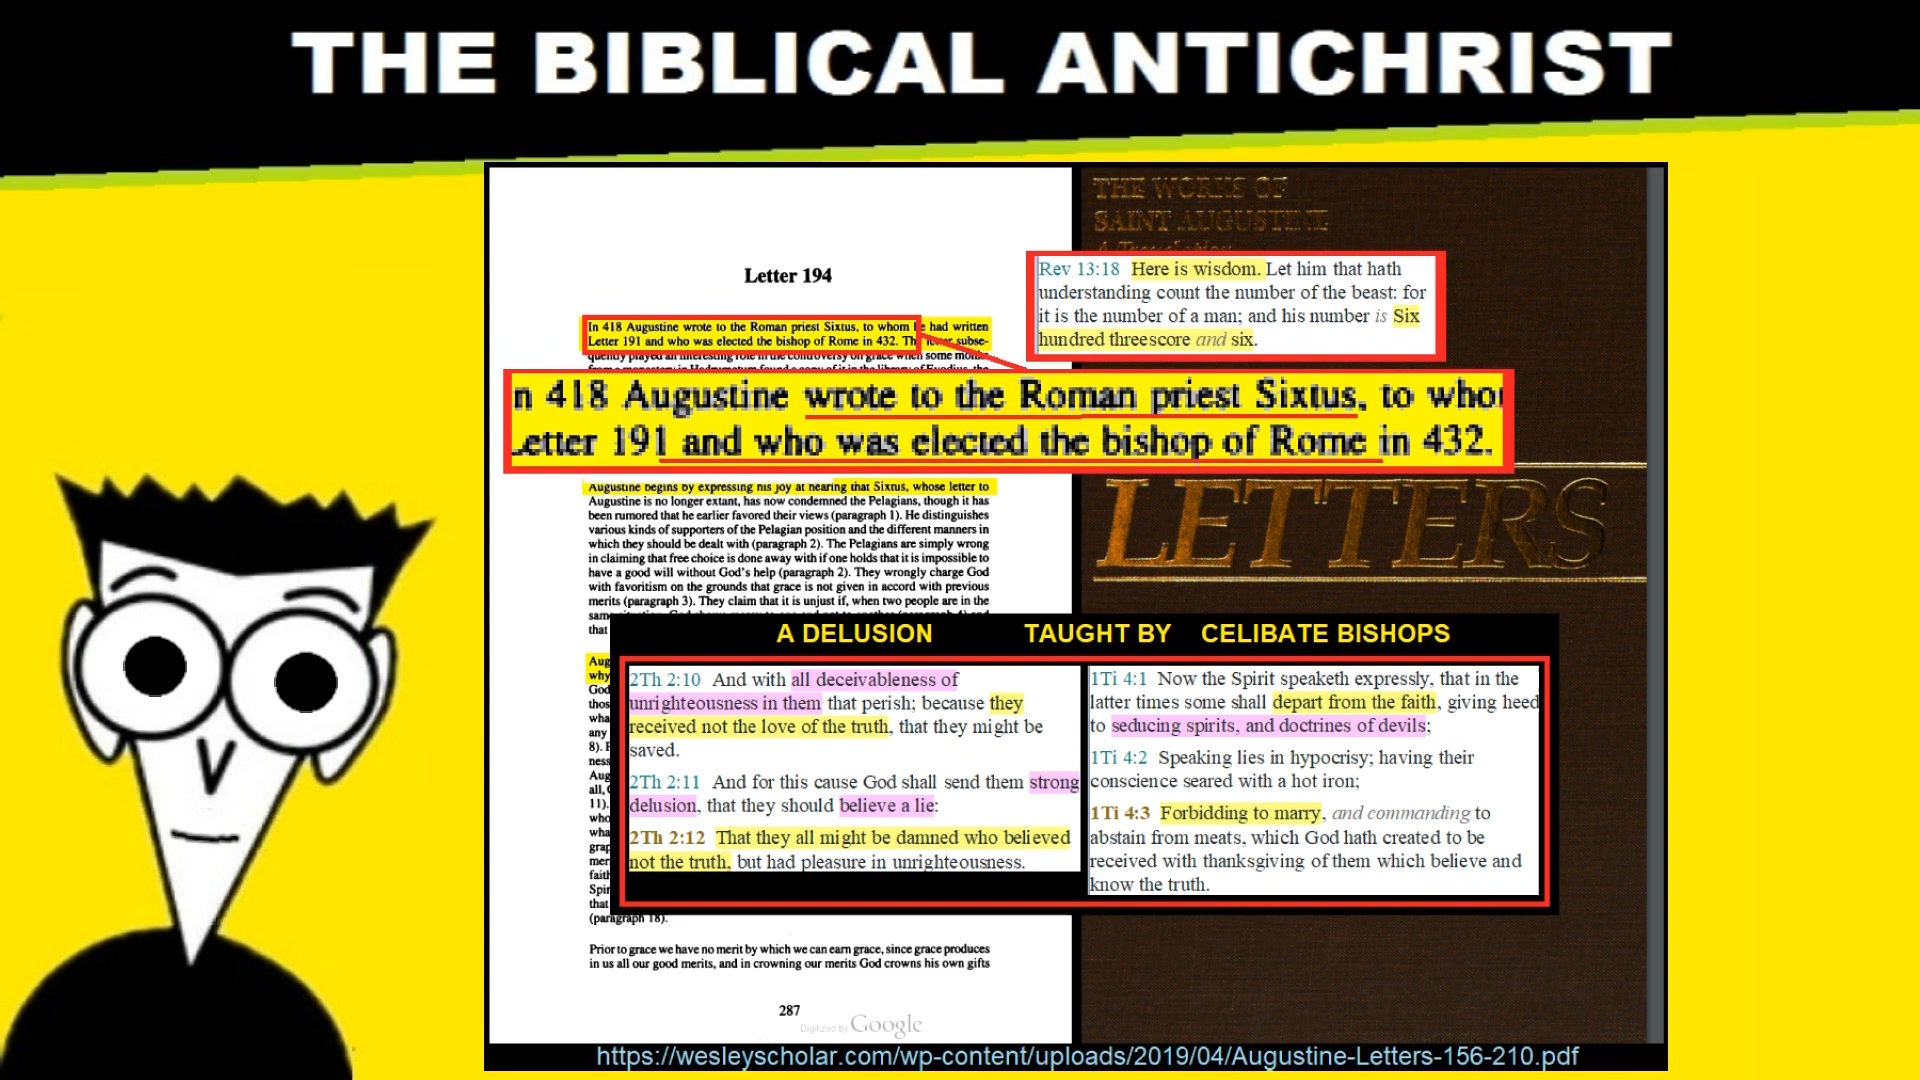 THE BIBLICAL ANTICHRIST
THE WORKS OF
SAINT AUGUSTINE
Letter 194
Rev 13:18 Here is wisdom. Let him that hath
understanding count the number of the beast: for
it is the number of a man; and his number is Six
hundred threescore and six.
In 418 Augustine wrote to the Roman priest Sixtus, to whom he had written
Letter 191 and who was elected the bishop of Rome in 432. The letter subse-
quently played an interesting role in the controversy on grace when some monks
n 418 Augustine wrote to the Roman priest Sixtus, to who
Letter 191 and who was elected the bishop of Rome in 432.
LETTERS
Augustine begins by expressing his joy at hearing that Sixtus, whose letter to
Augustine is no longer extant, has now condemned the Pelagians, though it has
been rumored that he earlier favored their views (paragraph 1). He distinguishes
various kinds of supporters of the Pelagian position and the different manners in
which they should be dealt with (paragraph 2). The Pelagians are simply wrong
in claiming that free choice is done away with if one holds that it is impossible to
have a good will without God's help (paragraph 2). They wrongly charge God
with favoritism on the grounds that grace is not given in accord with previous
merits (paragraph 3). They claim that it is unjust if, when two people are in the
that
A DELUSION TAUGHT BY CELIBATE BISHOPS
2Th 2:10 And with all deceivableness of
unrighteousness in them that perish; because they
received not the love of the truth, that they might be
saved.
2Th 2:11 And for this cause God shall send them strong
delusion, that they should believe a lie:
2Th 2:12 That they all might be damned who believed
not the truth, but had pleasure in unrighteousness.
1Ti 4:1 Now the Spirit speaketh expressly, that in the
latter times some shall depart from the faith, giving heed
to seducing spirits, and doctrines of devils;
1Ti 4:2 Speaking lies in hypocrisy; having their
conscience seared with a hot iron;
1Ti 4:3 Forbidding to marry, and commanding to
abstain from meats, which God hath created to be
received with thanksgiving of them which believe and
know the truth.
(paragraph 18).
Prior to grace we have no merit by which we can earn grace, since grace produces
in us all our good merits, and in crowning our merits God crowns his own gifts
287
Digitized by Google
https://wesleyscholar.com/wp-content/uploads/2019/04/Augustine-Letters-156-210.pdf